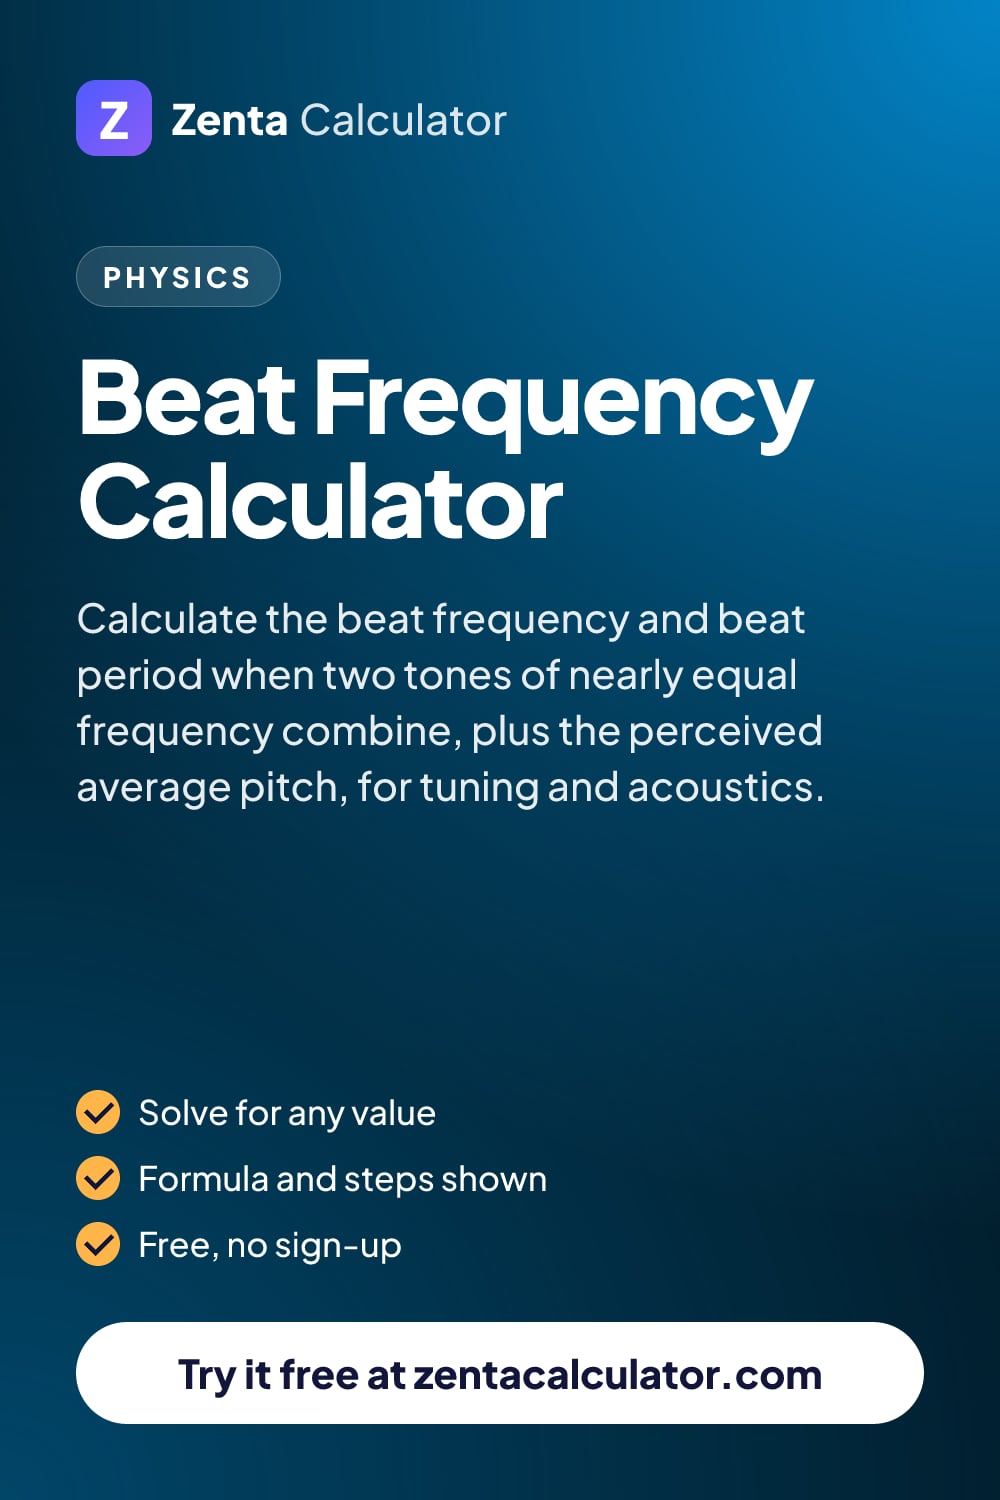 Z Zenta Calculator
PHYSICS
Beat Frequency
Calculator
Calculate the beat frequency and beat
period when two tones of nearly equal
frequency combine, plus the perceived
average pitch, for tuning and acoustics.
Solve for any value
Formula and steps shown
Free, no sign-up
Try it free at zentacalculator.com